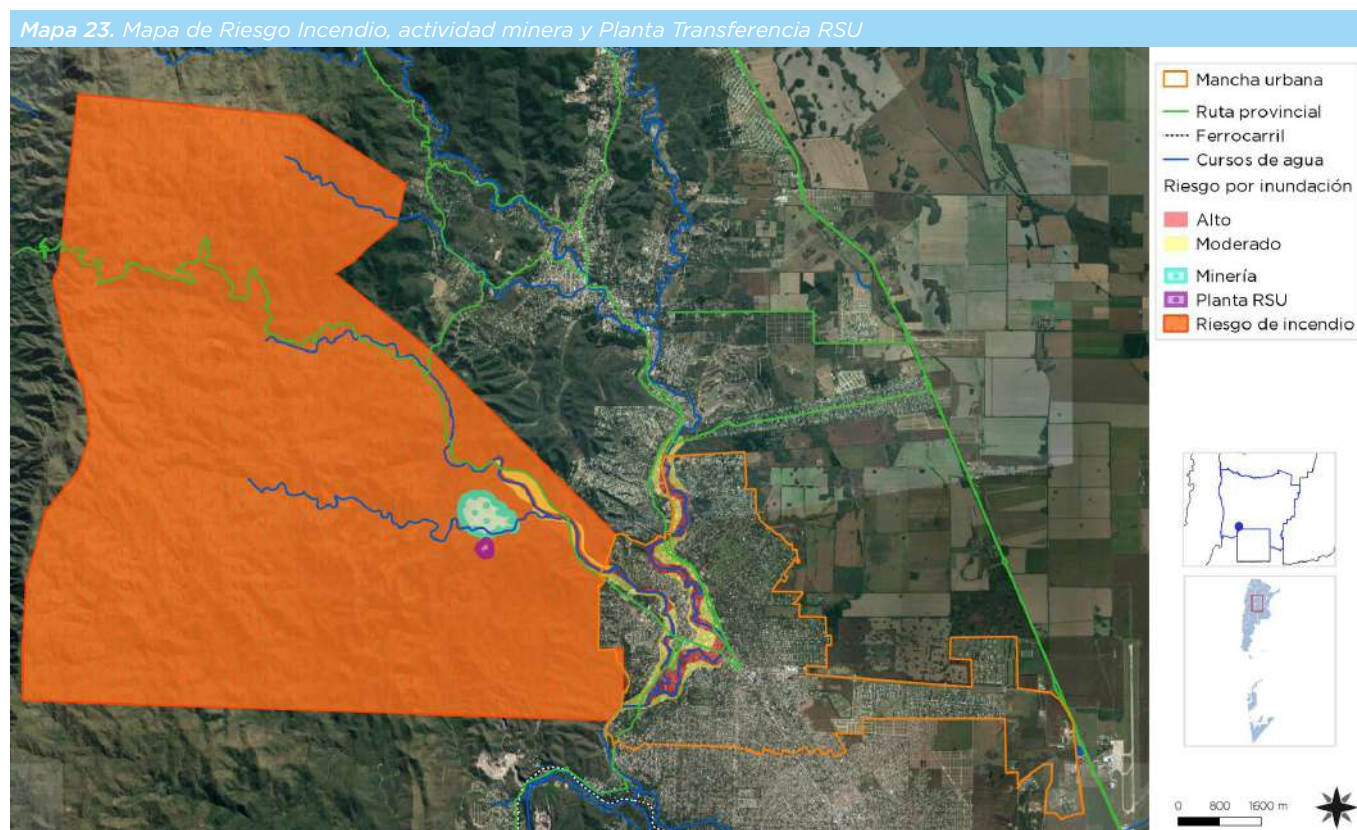 Mapa 23. Mapa de Riesgo Incendio, actividad minera y Planta Transferencia RSU
Mancha urbana
Ruta provincial
Ferrocarril
Cursos de agua
Riesgo por inundación
Alto
Moderado
Minería
Planta RSU
Riesgo de incendio
0 800 1600 m